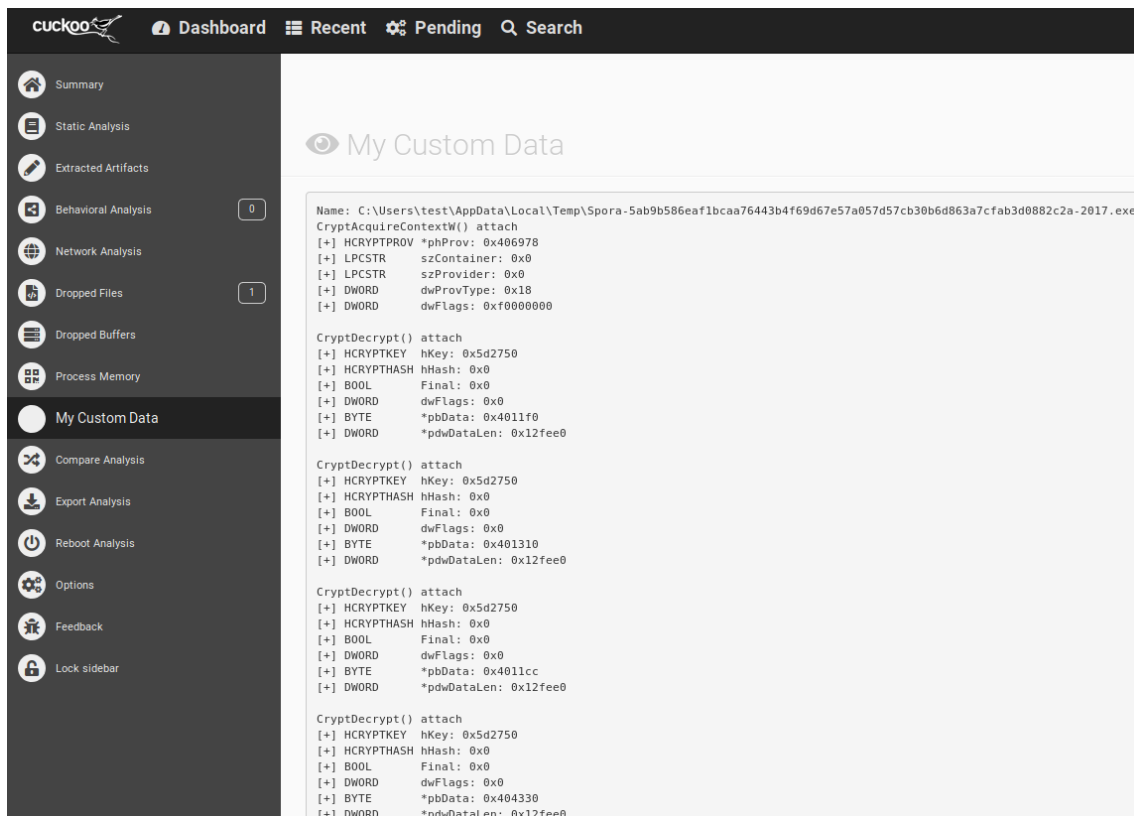 cuckoo Dashboard Recent Pending Search
Summary
Static Analysis
Extracted Artifacts
Behavioral Analysis 0
Network Analysis
Dropped Files 1
Dropped Buffers
Process Memory
My Custom Data
Compare Analysis
Export Analysis
Reboot Analysis
Options
Feedback
Lock sidebar
My Custom Data
Name: C:\Users\test\AppData\Local\Temp\Spora-5ab9b586eaf1bcaa76443b4f69d67e57a057d57cb30b6d863a7cfab3d0882c2a-2017.exe
CryptAcquireContextW() attach
[+] HCRYPTPROV *phProv: 0x406978
[+] LPCSTR szContainer: 0x0
[+] LPCSTR szProvider: 0x0
[+] DWORD dwProvType: 0x18
[+] DWORD dwFlags: 0xf0000000
CryptDecrypt() attach
[+] HCRYPTKEY hKey: 0x5d2750
[+] HCRYPTHASH hHash: 0x0
[+] BOOL Final: 0x0
[+] DWORD dwFlags: 0x0
[+] BYTE *pbData: 0x4011f0
[+] DWORD *pdwDataLen: 0x12fee0
CryptDecrypt() attach
[+] HCRYPTKEY hKey: 0x5d2750
[+] HCRYPTHASH hHash: 0x0
[+] BOOL Final: 0x0
[+] DWORD dwFlags: 0x0
[+] BYTE *pbData: 0x401310
[+] DWORD *pdwDataLen: 0x12fee0
CryptDecrypt() attach
[+] HCRYPTKEY hKey: 0x5d2750
[+] HCRYPTHASH hHash: 0x0
[+] BOOL Final: 0x0
[+] DWORD dwFlags: 0x0
[+] BYTE *pbData: 0x4011cc
[+] DWORD *pdwDataLen: 0x12fee0
CryptDecrypt() attach
[+] HCRYPTKEY hKey: 0x5d2750
[+] HCRYPTHASH hHash: 0x0
[+] BOOL Final: 0x0
[+] DWORD dwFlags: 0x0
[+] BYTE *pbData: 0x404330
[+] DWORD *pdwDataLen: 0x12fee0